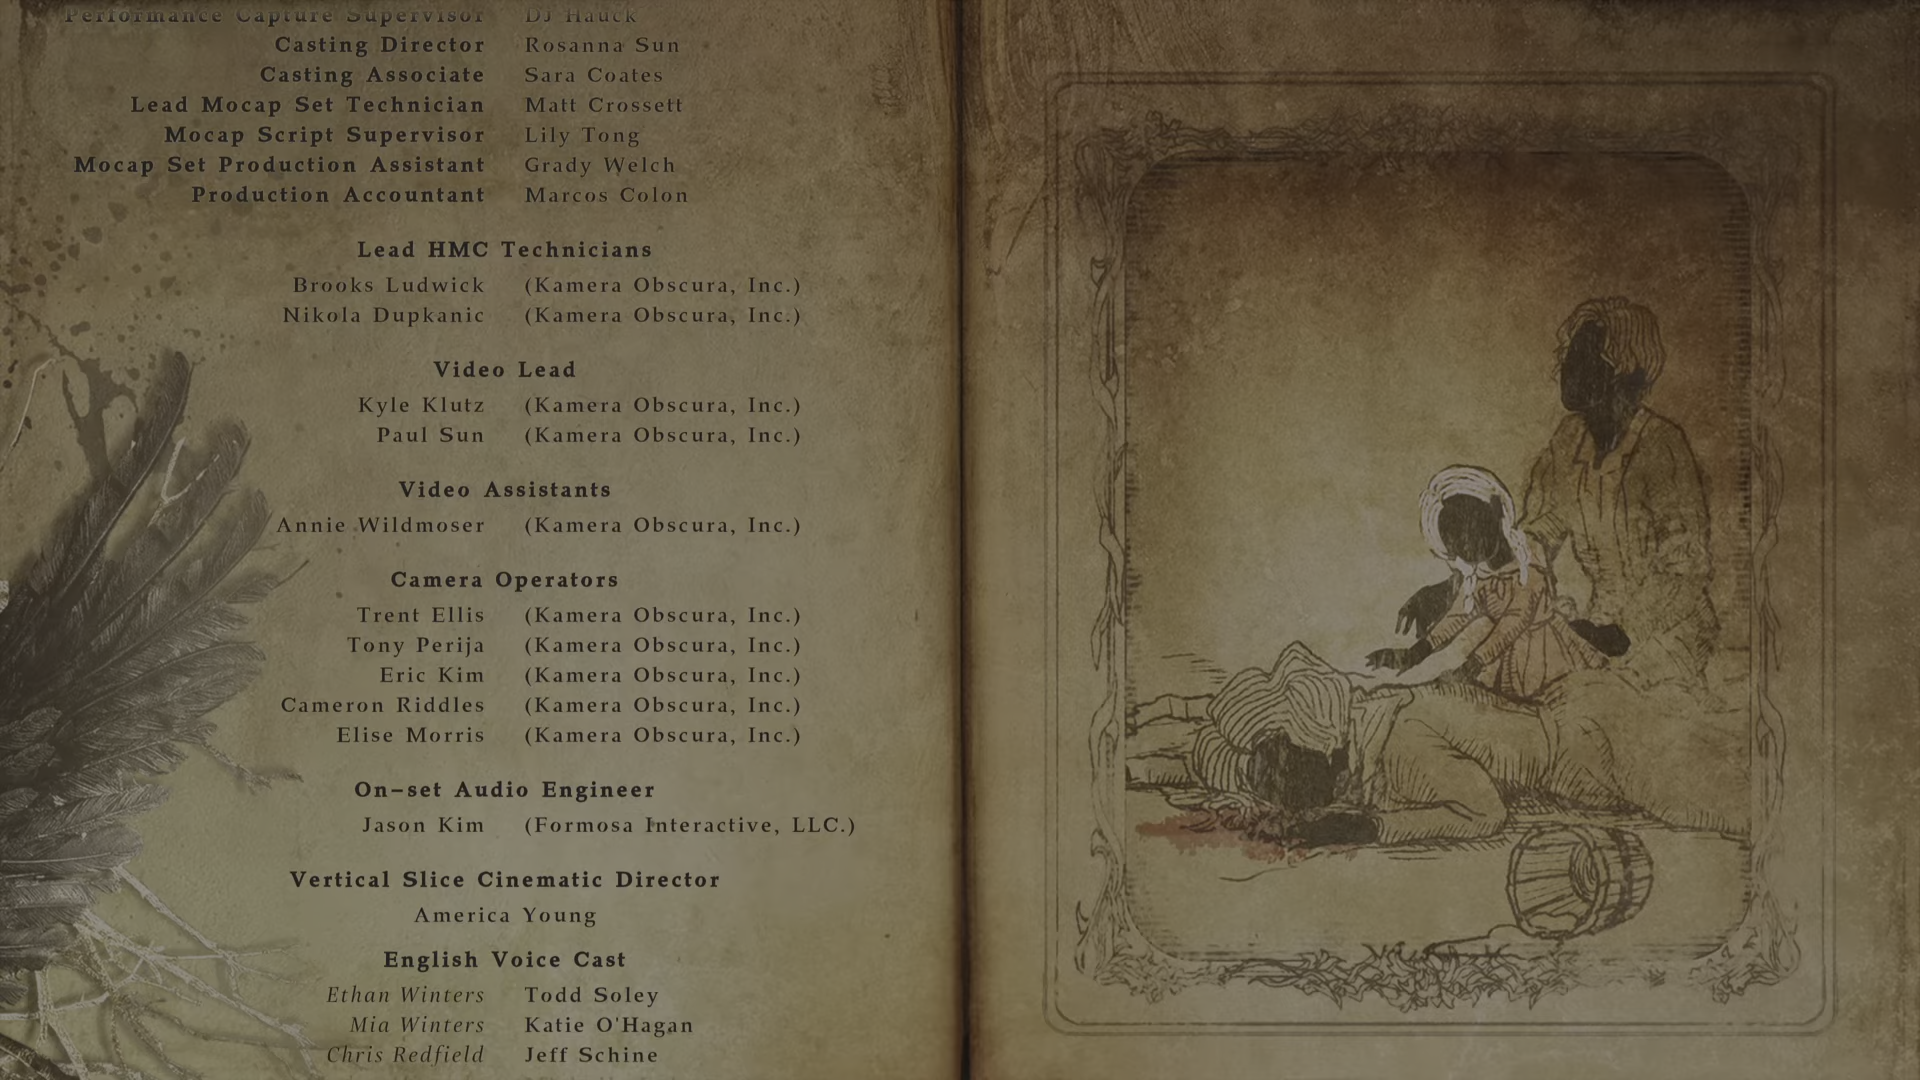 Performance Capture Supervisor DJ Hauck
Casting Director Rosanna Sun
Casting Associate Sara Coates
Lead Mocap Set Technician Matt Crossett
Mocap Script Supervisor Lily Tong
Mocap Set Production Assistant Grady Welch
Production Accountant Marcos Colon
Lead HMC Technicians
Brooks Ludwick (Kamera Obscura, Inc.)
Nikola Dupkanic (Kamera Obscura, Inc.)
Video Lead
Kyle Klutz (Kamera Obscura, Inc.)
Paul Sun (Kamera Obscura, Inc.)
Video Assistants
Annie Wildmoser (Kamera Obscura, Inc.)
Camera Operators
Trent Ellis (Kamera Obscura, Inc.)
Tony Perija (Kamera Obscura, Inc.)
Eric Kim (Kamera Obscura, Inc.)
Cameron Riddles (Kamera Obscura, Inc.)
Elise Morris (Kamera Obscura, Inc.)
On-set Audio Engineer
Jason Kim (Formosa Interactive, LLC.)
Vertical Slice Cinematic Director
America Young
English Voice Cast
Ethan Winters Todd Soley
Mia Winters Katie O'Hagan
Chris Redfield Jeff Schine